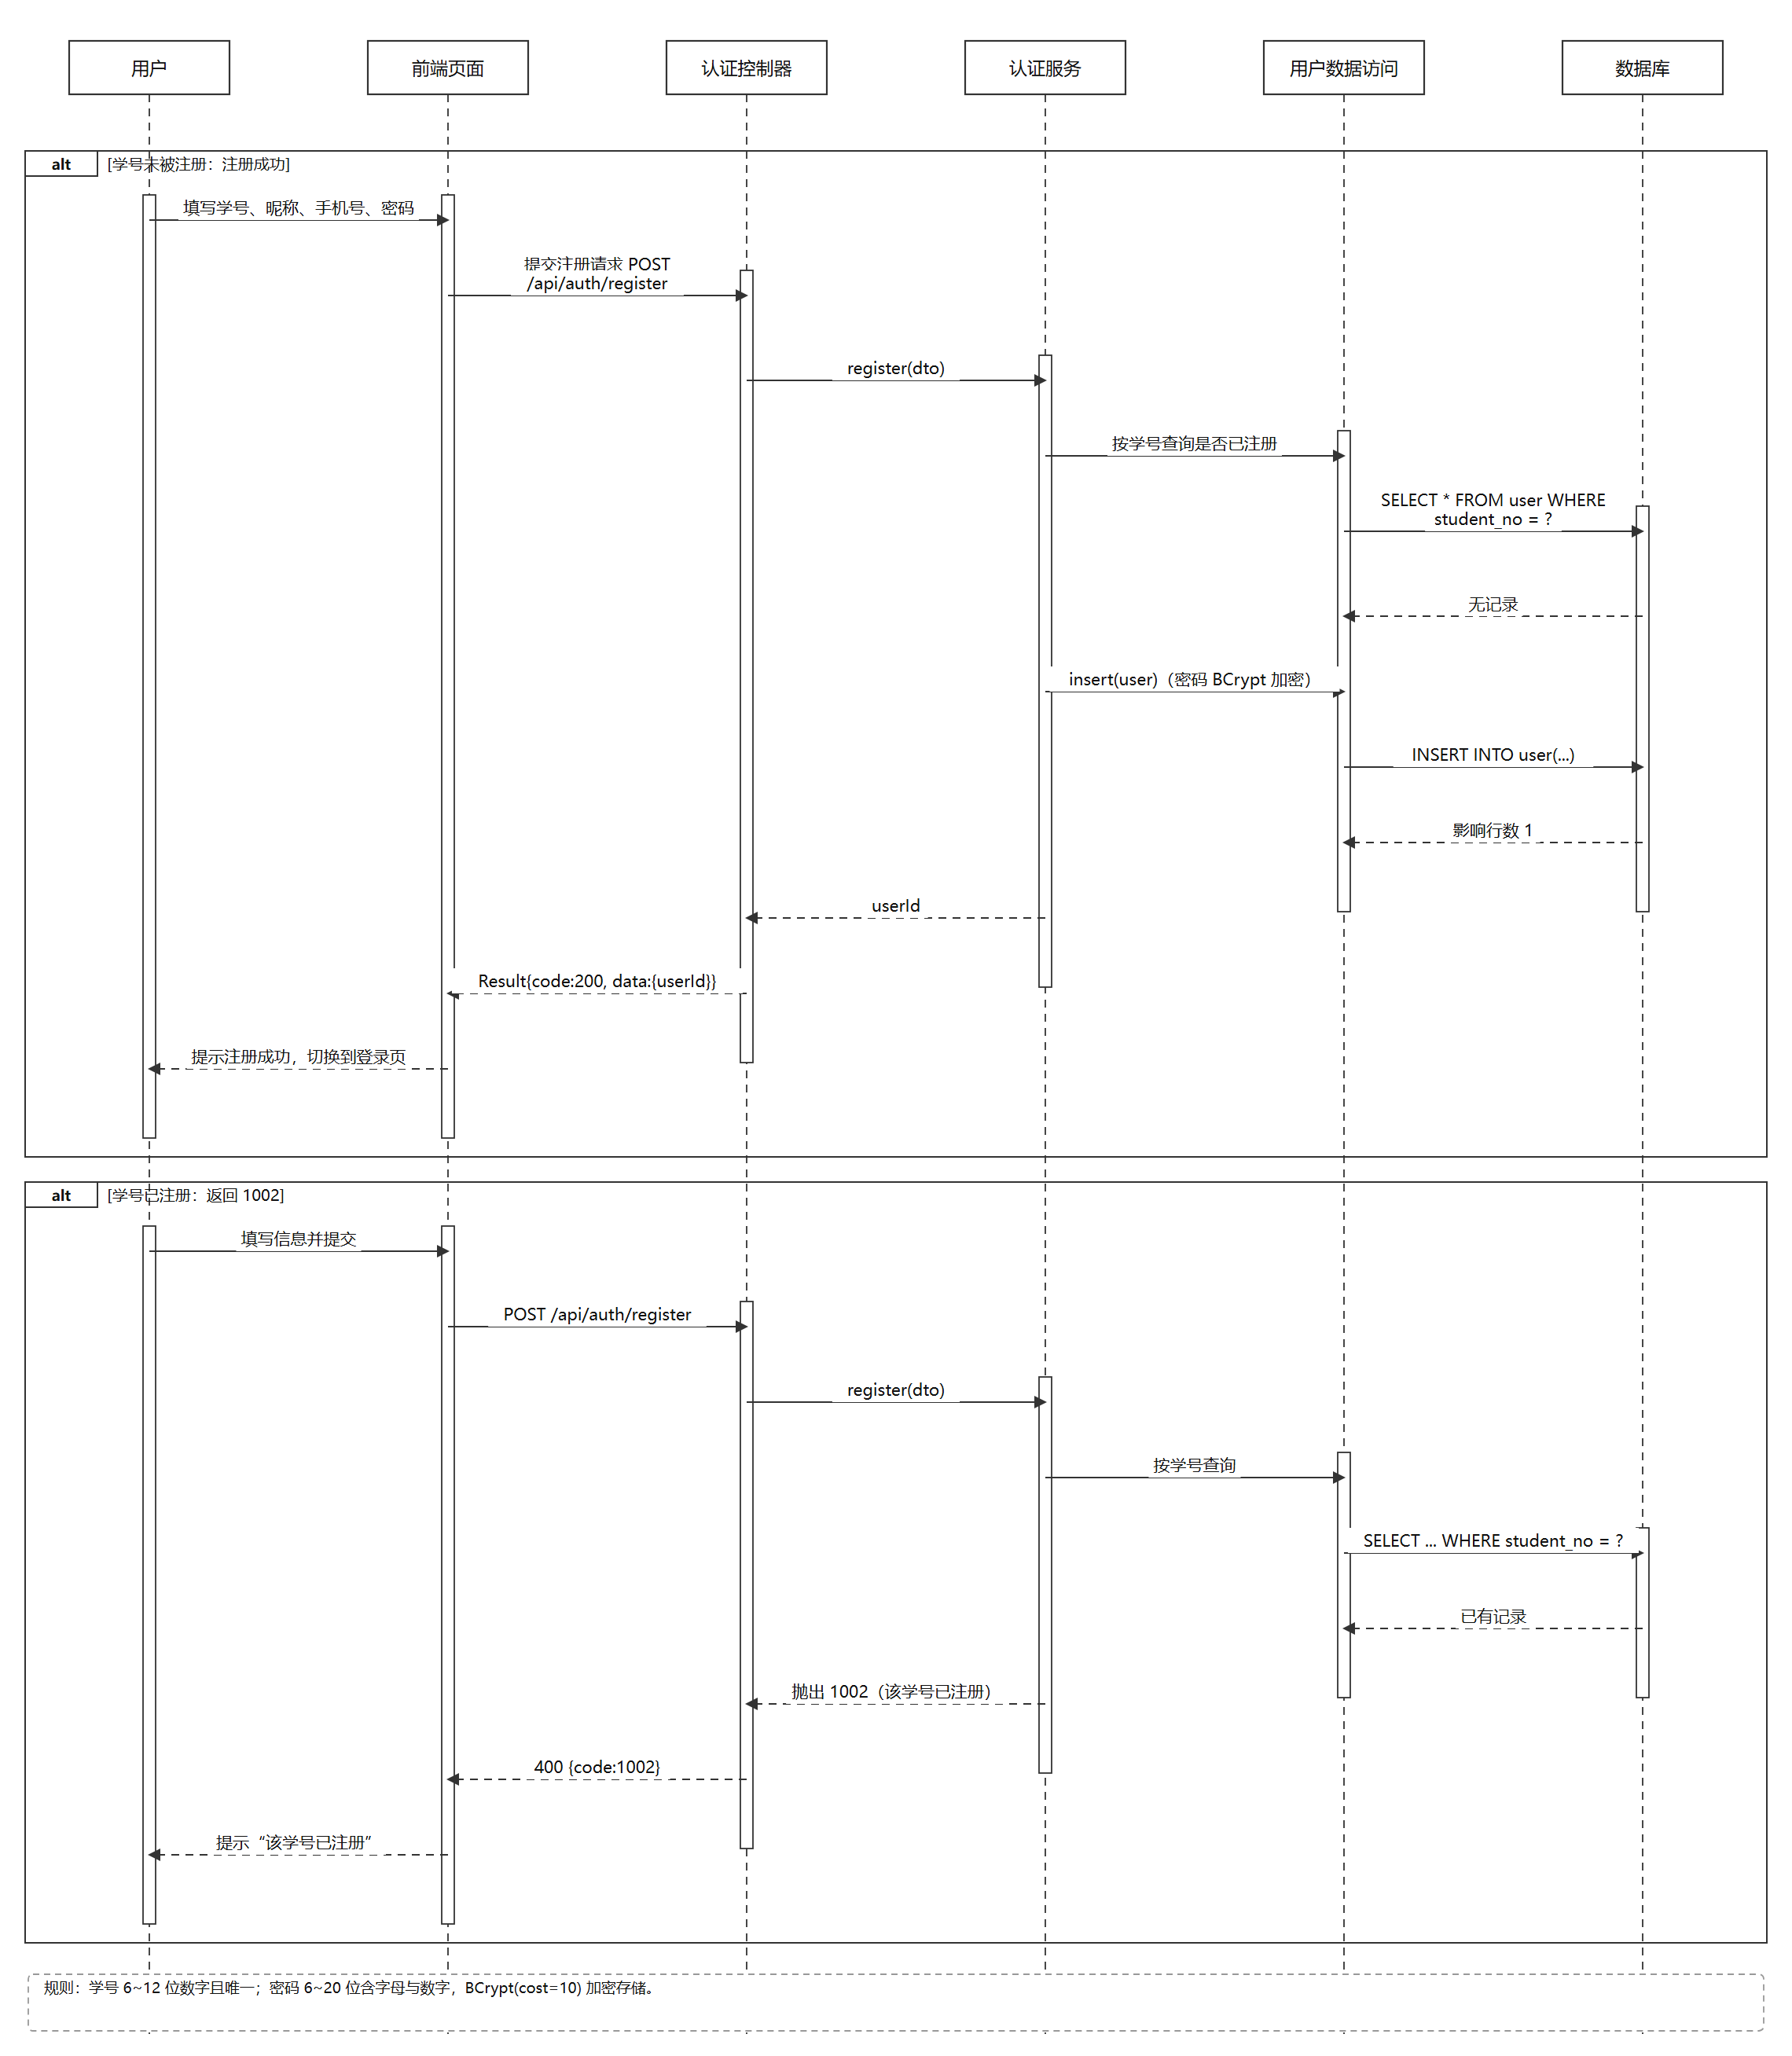 用户
前端页面
认证控制器
认证服务
用户数据访问
数据库
alt
[学号未被注册：注册成功]
填写学号、昵称、手机号、密码
提交注册请求 POST
/api/auth/register
register(dto)
按学号查询是否已注册
SELECT * FROM user WHERE
student_no = ?
无记录
insert(user)（密码 BCrypt 加密）
INSERT INTO user(...)
影响行数 1
userId
Result{code:200, data:{userId}}
提示注册成功，切换到登录页
alt
[学号已注册：返回 1002]
填写信息并提交
POST /api/auth/register
register(dto)
按学号查询
SELECT ... WHERE student_no = ?
已有记录
抛出 1002（该学号已注册）
400 {code:1002}
提示“该学号已注册”
规则：学号 6~12 位数字且唯一；密码 6~20 位含字母与数字，BCrypt(cost=10) 加密存储。